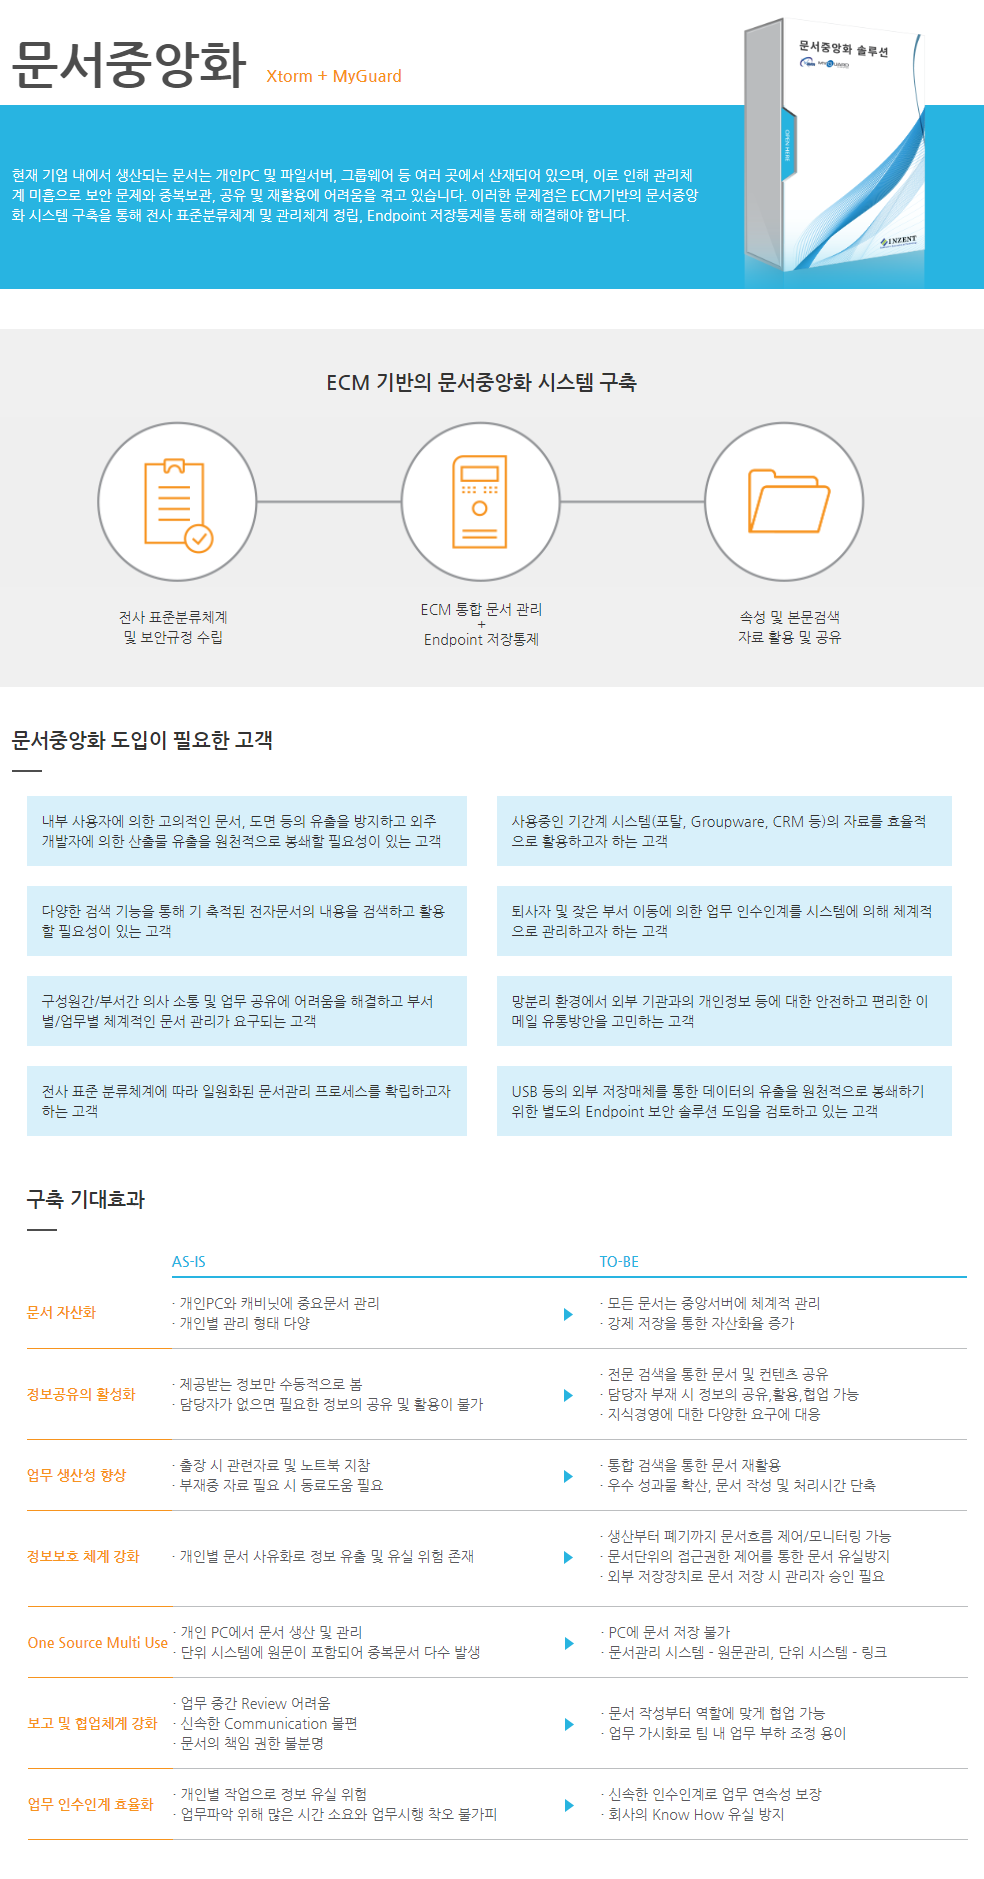 문서중앙화 Xtorm + MyGuard
문서중앙화 솔루션
OPEN HERE
INZENT
현재 기업 내에서 생산되는 문서는 개인PC 및 파일서버, 그룹웨어 등 여러 곳에서 산재되어 있으며, 이로 인해 관리체
계 미흡으로 보안 문제와 중복보관, 공유 및 재활용에 어려움을 겪고 있습니다. 이러한 문제점은 ECM기반의 문서중앙
화 시스템 구축을 통해 전사 표준분류체계 및 관리체계 정립, Endpoint 저장통제를 통해 해결해야 합니다.
ECM 기반의 문서중앙화 시스템 구축
전사 표준분류체계
및 보안규정 수립
ECM 통합 문서 관리
+
Endpoint 저장통제
속성 및 본문검색
자료 활용 및 공유
문서중앙화 도입이 필요한 고객
내부 사용자에 의한 고의적인 문서, 도면 등의 유출을 방지하고 외주
개발자에 의한 산출물 유출을 원천적으로 봉쇄할 필요성이 있는 고객
사용중인 기간계 시스템(포탈, Groupware, CRM 등)의 자료를 효율적
으로 활용하고자 하는 고객
다양한 검색 기능을 통해 기 축적된 전자문서의 내용을 검색하고 활용
할 필요성이 있는 고객
퇴사자 및 잦은 부서 이동에 의한 업무 인수인계를 시스템에 의해 체계적
으로 관리하고자 하는 고객
구성원간/부서간 의사 소통 및 업무 공유에 어려움을 해결하고 부서
별/업무별 체계적인 문서 관리가 요구되는 고객
망분리 환경에서 외부 기관과의 개인정보 등에 대한 안전하고 편리한 이
메일 유통방안을 고민하는 고객
전사 표준 분류체계에 따라 일원화된 문서관리 프로세스를 확립하고자
하는 고객
USB 등의 외부 저장매체를 통한 데이터의 유출을 원천적으로 봉쇄하기
위한 별도의 Endpoint 보안 솔루션 도입을 검토하고 있는 고객
구축 기대효과
AS-IS
TO-BE
문서 자산화
· 개인PC와 캐비닛에 중요문서 관리
· 개인별 관리 형태 다양
· 모든 문서는 중앙서버에 체계적 관리
· 강제 저장을 통한 자산화율 증가
정보공유의 활성화
· 제공받는 정보만 수동적으로 봄
· 담당자가 없으면 필요한 정보의 공유 및 활용이 불가
· 전문 검색을 통한 문서 및 컨텐츠 공유
· 담당자 부재 시 정보의 공유,활용,협업 가능
· 지식경영에 대한 다양한 요구에 대응
업무 생산성 향상
· 출장 시 관련자료 및 노트북 지참
· 부재중 자료 필요 시 동료도움 필요
· 통합 검색을 통한 문서 재활용
· 우수 성과물 확산, 문서 작성 및 처리시간 단축
정보보호 체계 강화
· 개인별 문서 사유화로 정보 유출 및 유실 위험 존재
· 생산부터 폐기까지 문서흐름 제어/모니터링 가능
· 문서단위의 접근권한 제어를 통한 문서 유실방지
· 외부 저장장치로 문서 저장 시 관리자 승인 필요
One Source Multi Use
· 개인 PC에서 문서 생산 및 관리
· 단위 시스템에 원문이 포함되어 중복문서 다수 발생
· PC에 문서 저장 불가
· 문서관리 시스템 - 원문관리, 단위 시스템 - 링크
보고 및 협업체계 강화
· 업무 중간 Review 어려움
· 신속한 Communication 불편
· 문서의 책임 권한 불분명
· 문서 작성부터 역할에 맞게 협업 가능
· 업무 가시화로 팀 내 업무 부하 조정 용이
업무 인수인계 효율화
· 개인별 작업으로 정보 유실 위험
· 업무파악 위해 많은 시간 소요와 업무시행 착오 불가피
· 신속한 인수인계로 업무 연속성 보장
· 회사의 Know How 유실 방지